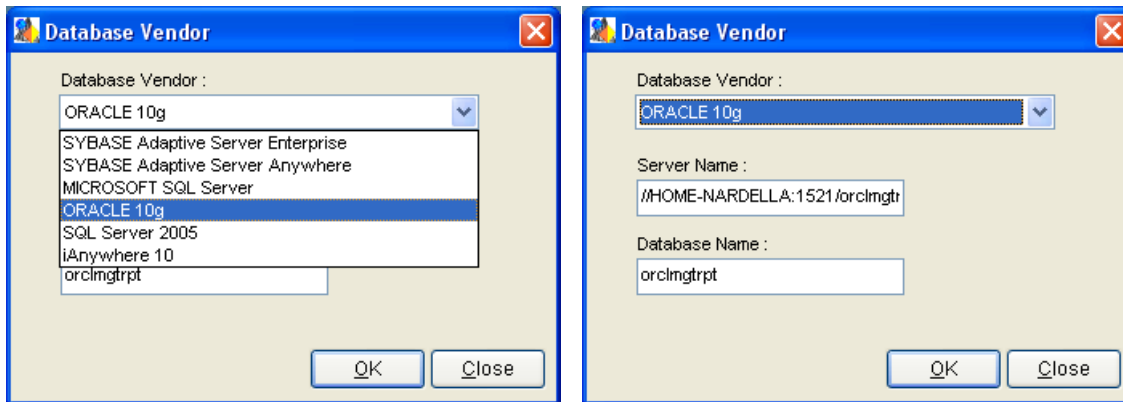 Database Vendor
Database Vendor :
ORACLE 10g
SYBASE Adaptive Server Enterprise
SYBASE Adaptive Server Anywhere
MICROSOFT SQL Server
ORACLE 10g
SQL Server 2005
iAnywhere 10
orclmgtrpt
OK
Close
Database Vendor
Database Vendor :
ORACLE 10g
Server Name :
//HOME-NARDELLA:1521/orclmgtr
Database Name :
orclmgtrpt
OK
Close